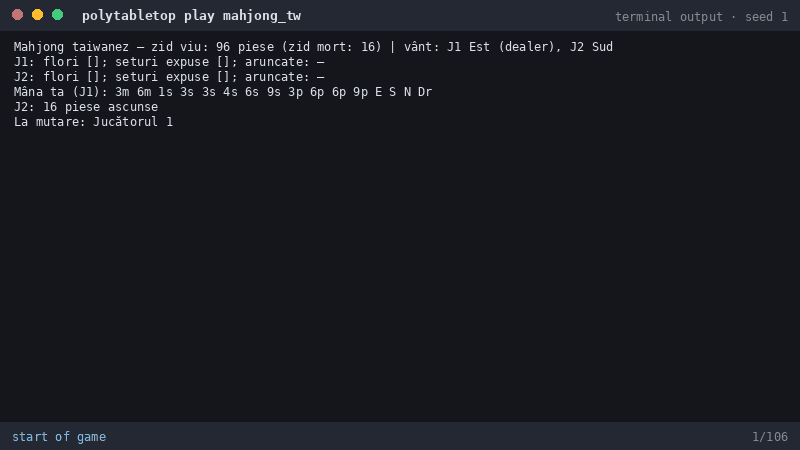 polytabletop play mahjong_tw
terminal output · seed 1
Mahjong taiwanez — zid viu: 96 piese (zid mort: 16) | vânt: J1 Est (dealer), J2 Sud
J1: flori []; seturi expuse []; aruncate: —
J2: flori []; seturi expuse []; aruncate: —
Mâna ta (J1): 3m 6m 1s 3s 3s 4s 6s 9s 3p 6p 6p 9p E S N Dr
J2: 16 piese ascunse
La mutare: Jucătorul 1
start of game
1/106